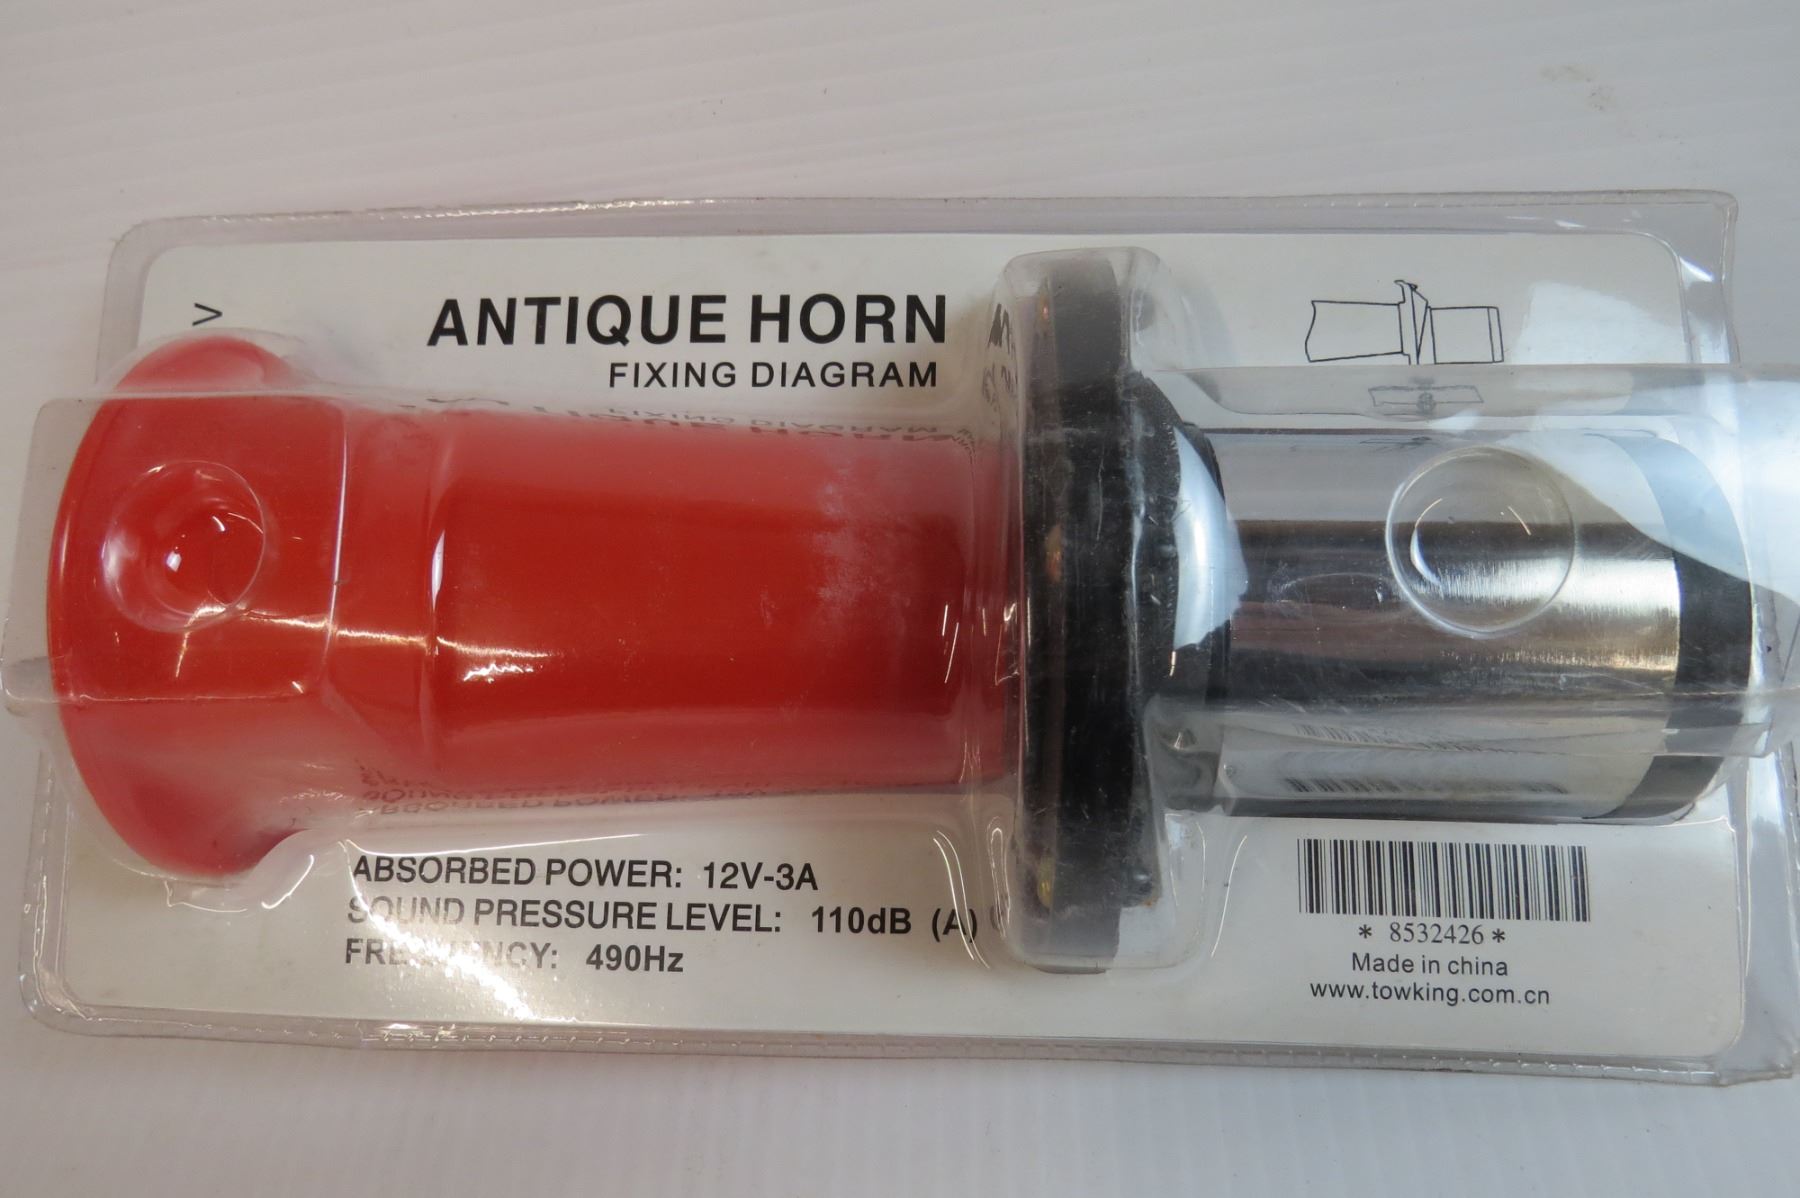 ANTIQUE HORN
FIXING DIAGRAM
ABSORBED POWER: 12V-3A
SOUND PRESSURE LEVEL: 110dB (A)
FREQUENCY: 490Hz
* 8532426 *
Made in china
www.towking.com.cn